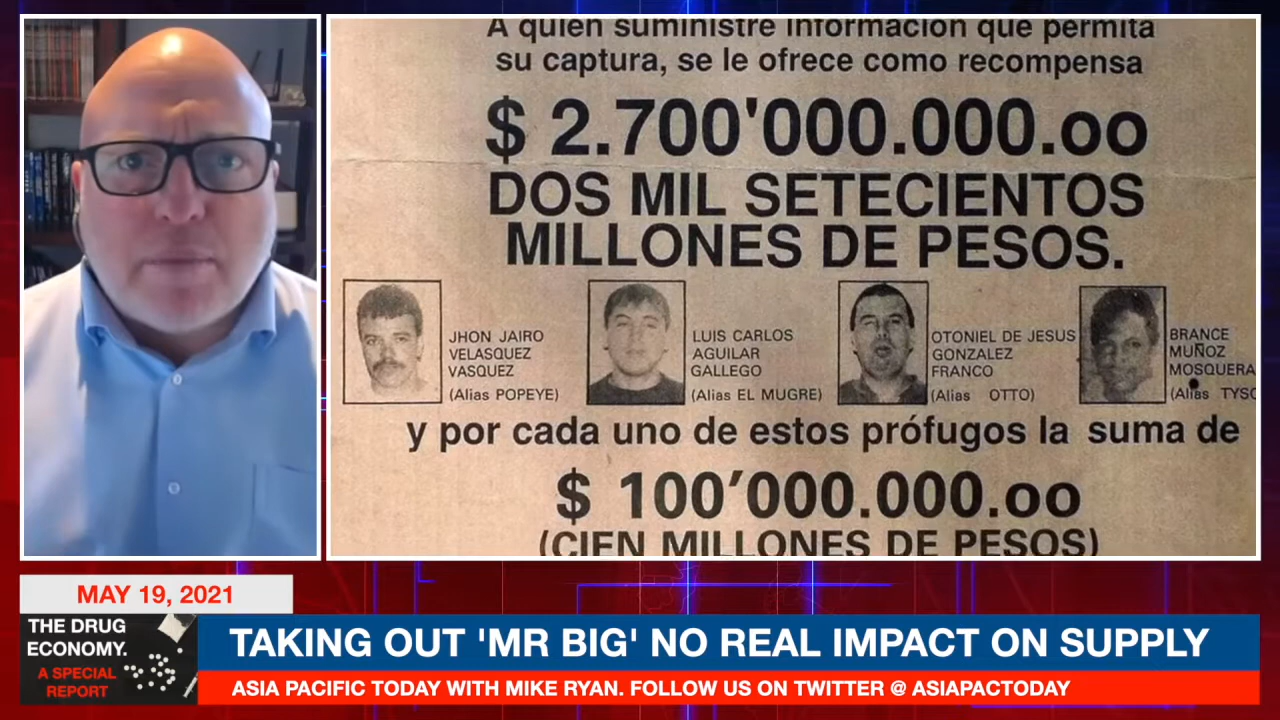 A quien suministre información que permita
su captura, se le ofrece como recompensa
$ 2.700'000.000.oo
DOS MIL SETECIENTOS
MILLONES DE PESOS.
JHON JAIRO
VELASQUEZ
VASQUEZ
(Alias POPEYE)
LUIS CARLOS
AGUILAR
GALLEGO
(Alias EL MUGRE)
OTONIEL DE JESUS
GONZALEZ
FRANCO
(Alias OTTO)
BRANCE
MUÑOZ
MOSQUERA
(Alias
y por cada uno de estos prófugos la suma de
$ 100'000.000.oo
(CIEN MILLONES DE PESOS)
MAY 19, 2021
THE DRUG
ECONOMY.
A SPECIAL
REPORT
TAKING OUT 'MR BIG' NO REAL IMPACT ON SUPPLY
ASIA PACIFIC TODAY WITH MIKE RYAN. FOLLOW US ON TWITTER @ ASIAPACTODAY